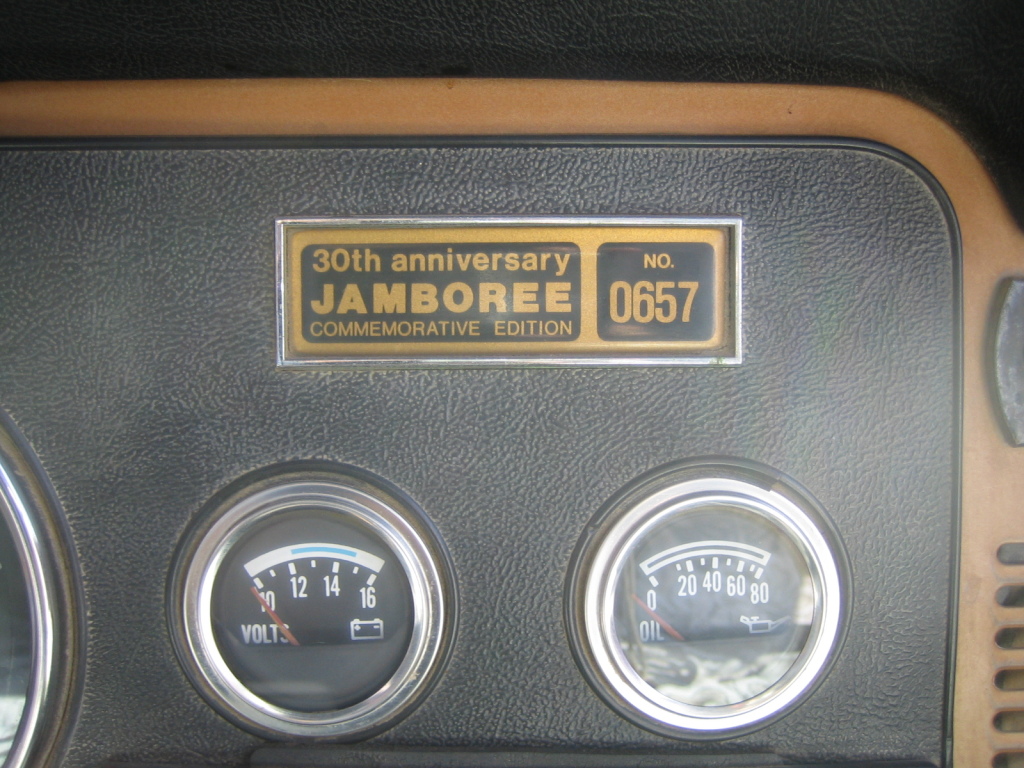 30th anniversary
JAMBOREE
COMMEMORATIVE EDITION
NO.
0657
10 12 14 16
VOLTS
0 20 40 60 80
OIL